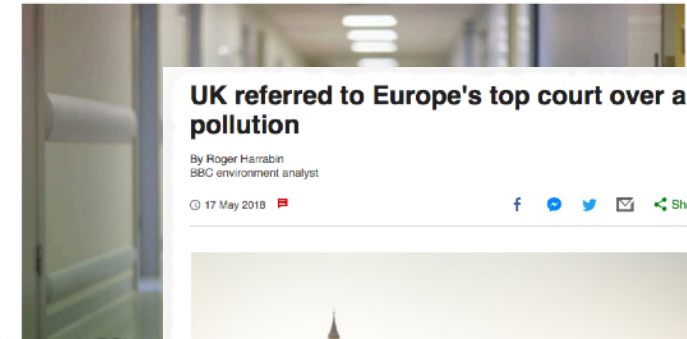 UK referred to Europe's top court over a
pollution
By Roger Harrabin
BBC environment analyst
17 May 2018
Sh